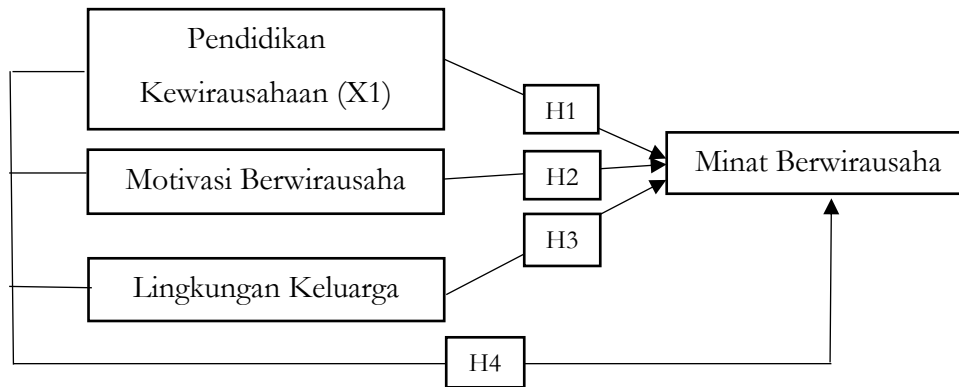 Pendidikan
Kewirausahaan (X1)
H1
Minat Berwirausaha
Motivasi Berwirausaha
H2
H3
Lingkungan Keluarga
H4